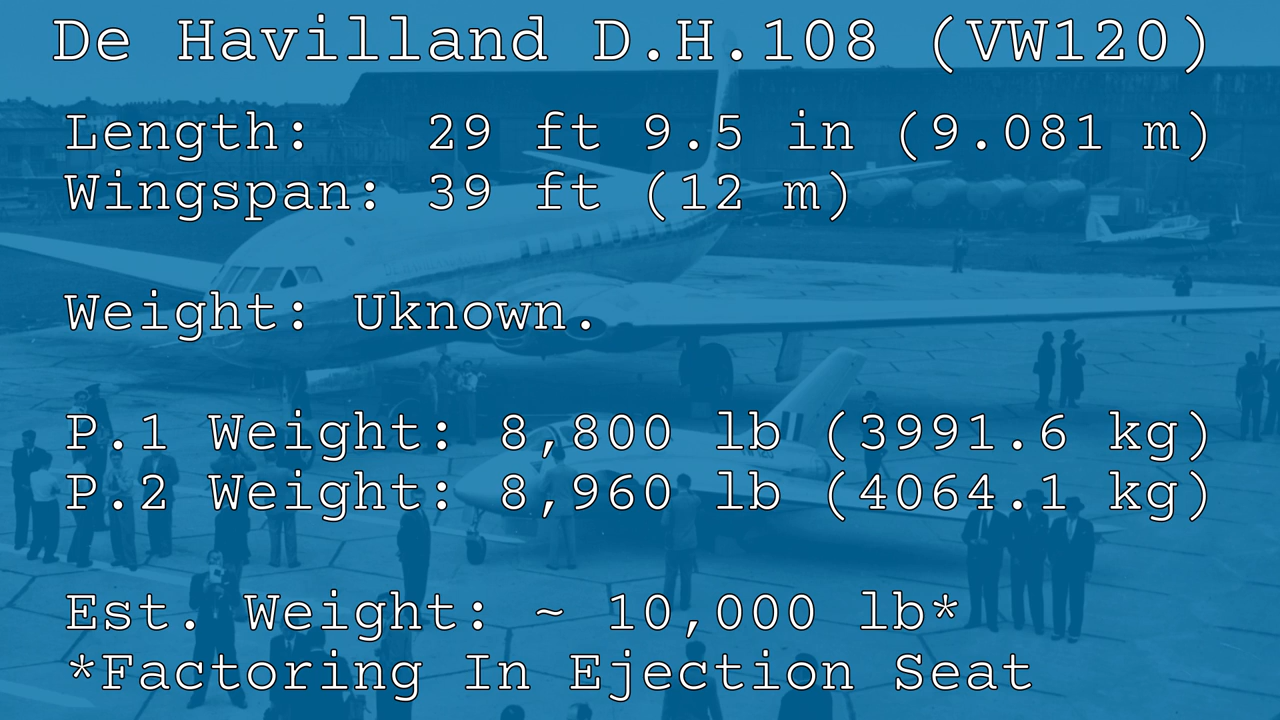 De Havilland D.H.108 (VW120)
Length: 29 ft 9.5 in (9.081 m)
Wingspan: 39 ft (12 m)
Weight: Uknown.
P.1 Weight: 8,800 lb (3991.6 kg)
P.2 Weight: 8,960 lb (4064.1 kg)
Est. Weight: ~ 10,000 lb*
*Factoring In Ejection Seat